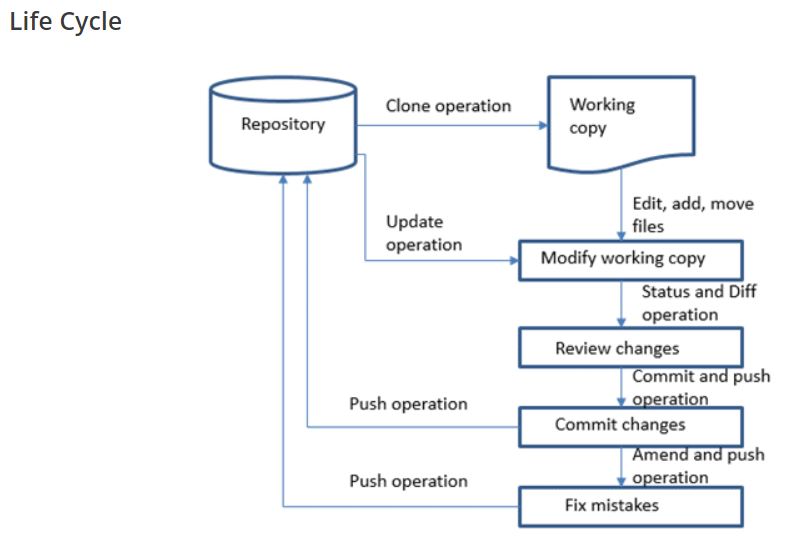 Life Cycle
Repository
Clone operation
Working
copy
Edit, add, move
files
Update
operation
Modify working copy
Status and Diff
operation
Review changes
Commit and push
operation
Push operation
Commit changes
Amend and push
operation
Push operation
Fix mistakes